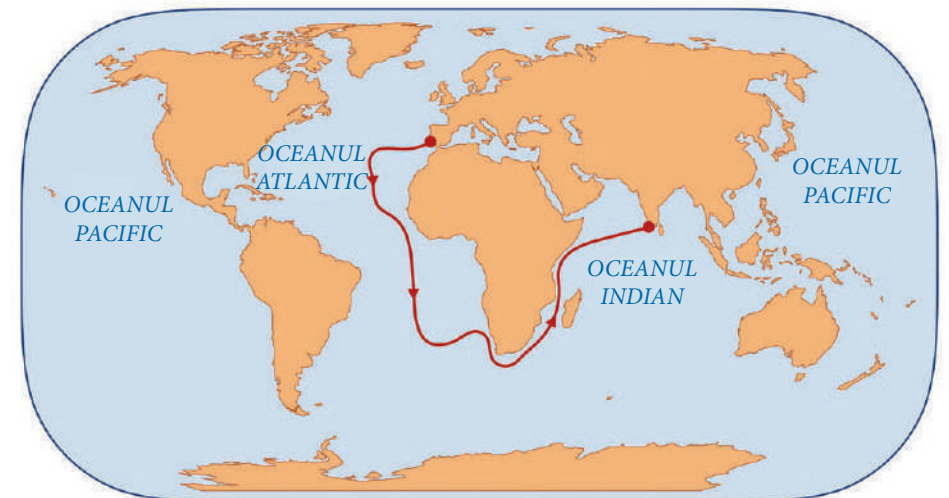 OCEANUL
ATLANTIC
OCEANUL
PACIFIC
OCEANUL
PACIFIC
OCEANUL
INDIAN